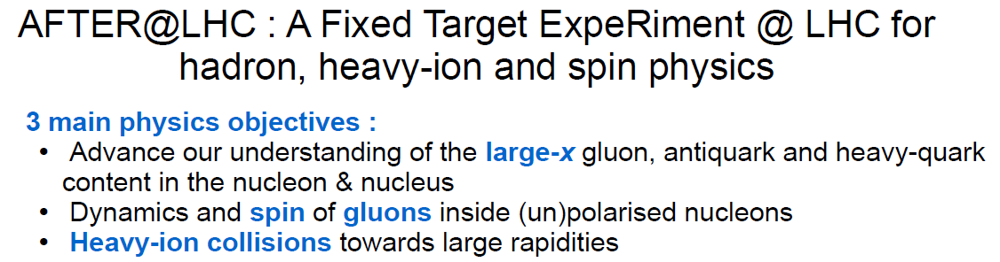 AFTER@LHC : A Fixed Target ExpeRiment @ LHC for
hadron, heavy-ion and spin physics
3 main physics objectives :
• Advance our understanding of the large-x gluon, antiquark and heavy-quark
content in the nucleon & nucleus
• Dynamics and spin of gluons inside (un)polarised nucleons
• Heavy-ion collisions towards large rapidities